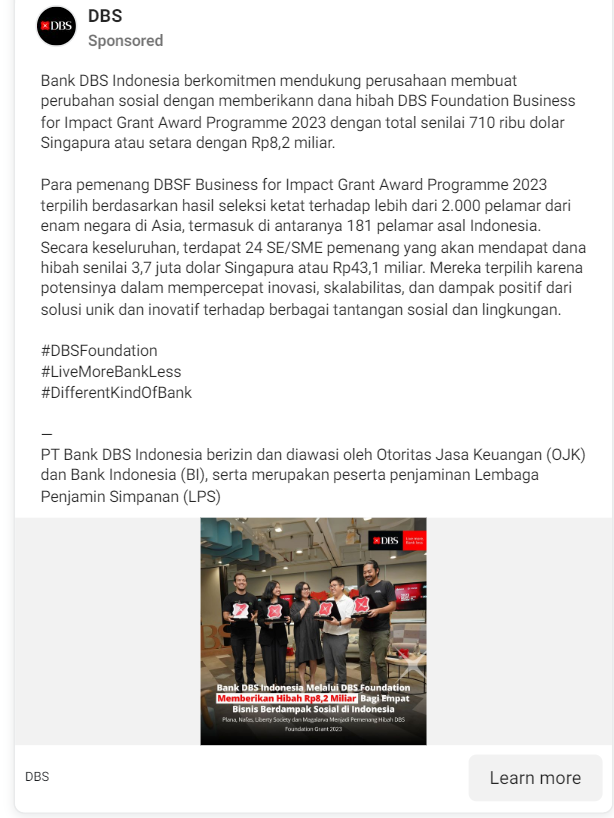 DBS
DBS
Sponsored
Bank DBS Indonesia berkomitmen mendukung perusahaan membuat
perubahan sosial dengan memberikann dana hibah DBS Foundation Business
for Impact Grant Award Programme 2023 dengan total senilai 710 ribu dolar
Singapura atau setara dengan Rp8,2 miliar.
Para pemenang DBSF Business for Impact Grant Award Programme 2023
terpilih berdasarkan hasil seleksi ketat terhadap lebih dari 2.000 pelamar dari
enam negara di Asia, termasuk di antaranya 181 pelamar asal Indonesia.
Secara keseluruhan, terdapat 24 SE/SME pemenang yang akan mendapat dana
hibah senilai 3,7 juta dolar Singapura atau Rp43,1 miliar. Mereka terpilih karena
potensinya dalam mempercepat inovasi, skalabilitas, dan dampak positif dari
solusi unik dan inovatif terhadap berbagai tantangan sosial dan lingkungan.
#DBSFoundation
#LiveMoreBankLess
#DifferentKindOfBank
—
PT Bank DBS Indonesia berizin dan diawasi oleh Otoritas Jasa Keuangan (OJK)
dan Bank Indonesia (BI), serta merupakan peserta penjaminan Lembaga
Penjamin Simpanan (LPS)
DBS
Live more,
Bank less
Bank DBS Indonesia Melalui DBS Foundation
Memberikan Hibah Rp8,2 Miliar Bagi Empat
Bisnis Berdampak Sosial di Indonesia
Plana, Nafas, Liberty Society dan Magalarva Menjadi Pemenang Hibah DBS
Foundation Grant 2023
DBS
Learn more